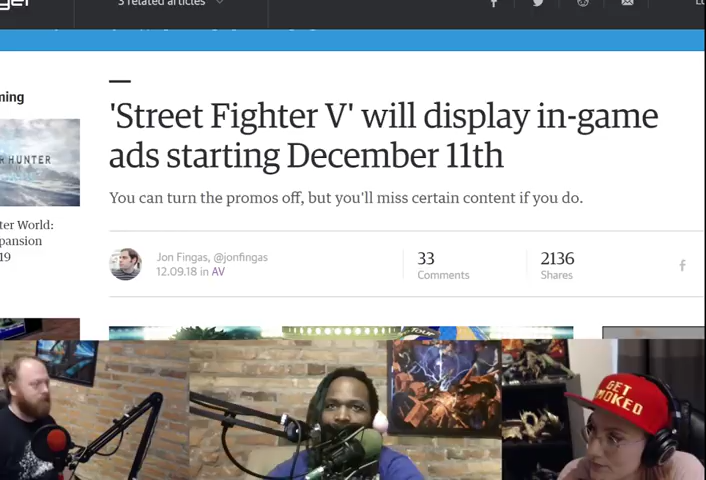 3 related articles
ming
'Street Fighter V' will display in-game
ads starting December 11th
You can turn the promos off, but you'll miss certain content if you do.
R HUNTER
ter World:
pansion
19
Jon Fingas, @jonfingas
12.09.18 in AV
33
Comments
2136
Shares
GET
SMOKED